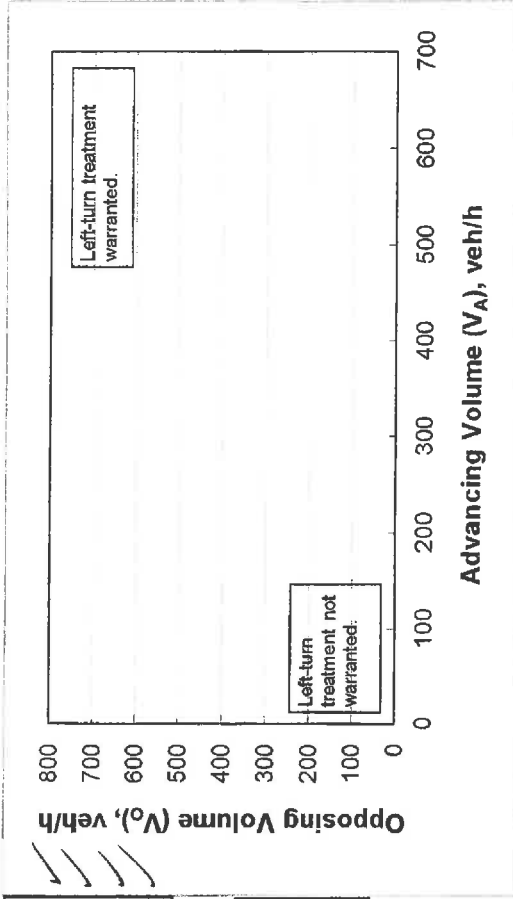 Opposing Volume (V_O), veh/h
800
700
600
500
400
300
200
100
0
Left-turn treatment
warranted.
Left-turn
treatment not
warranted.
0
100
200
300
400
500
600
700
Advancing Volume (V_A), veh/h